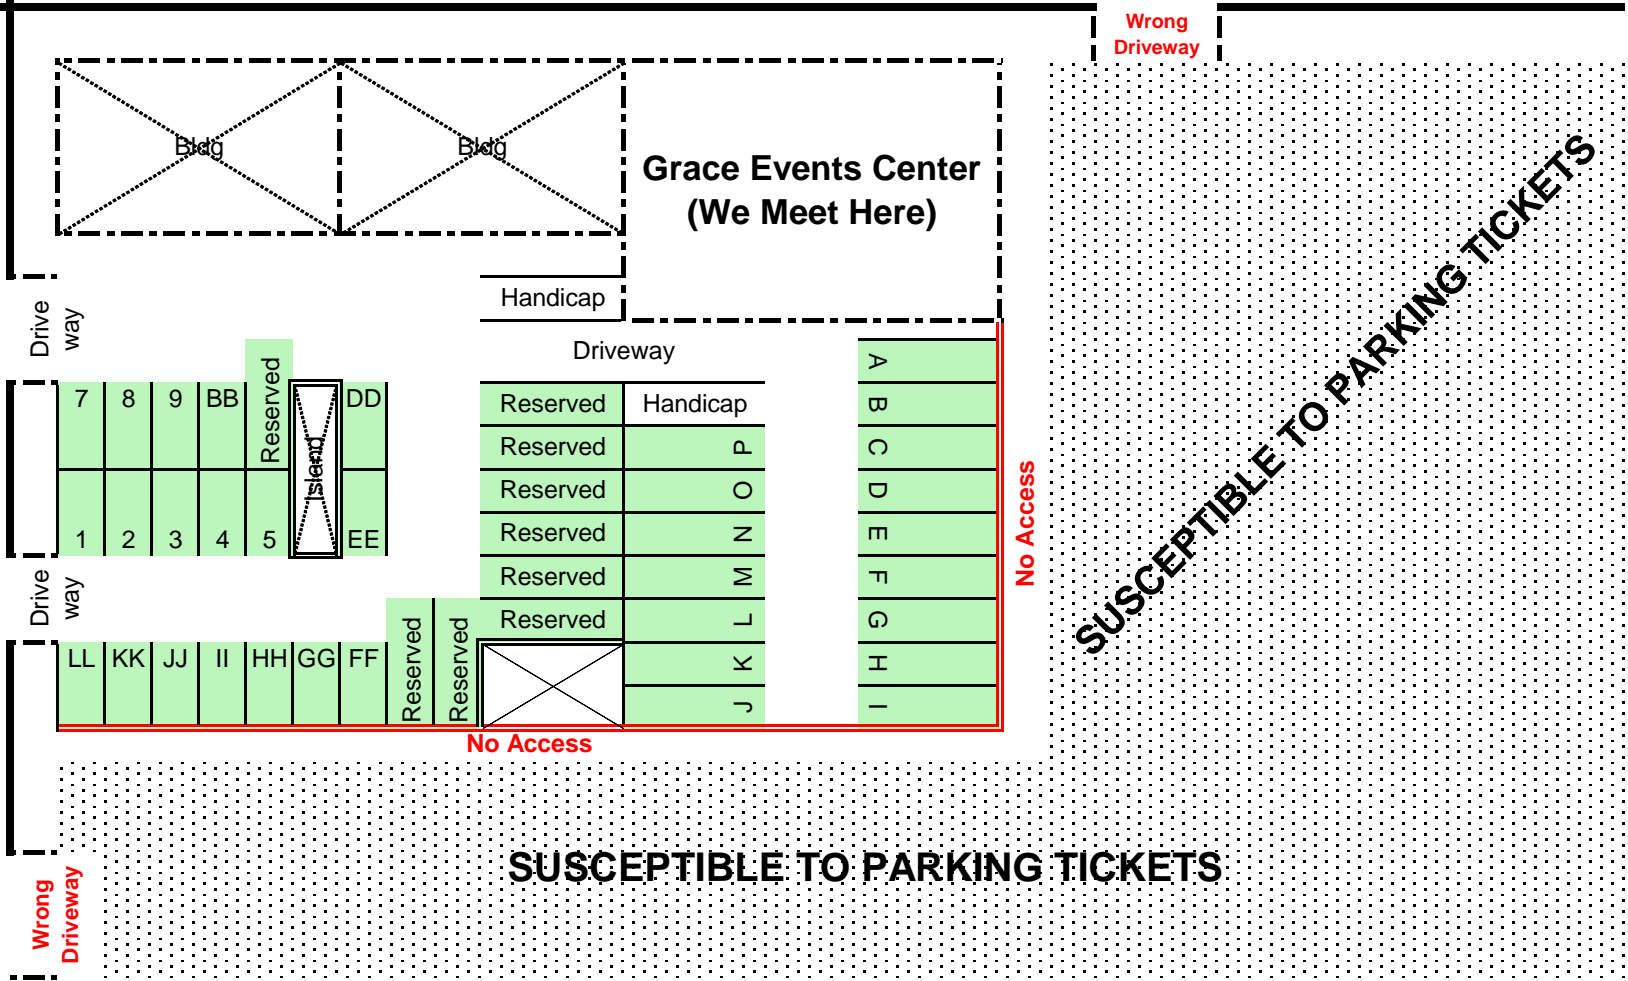 Wrong
Driveway
Bldg
Bldg
Grace Events Center
(We Meet Here)
Handicap
Drive
way
Driveway
A
7 8 9 BB Reserved DD
Reserved Handicap B
Reserved P C
Island
Reserved O D
1 2 3 4 5 EE
Reserved N E
Reserved M F
Drive
way
Reserved L G
LL KK JJ II HH GG FF Reserved Reserved
K H
J I
No Access
No Access
SUSCEPTIBLE TO PARKING TICKETS
SUSCEPTIBLE TO PARKING TICKETS
Wrong
Driveway